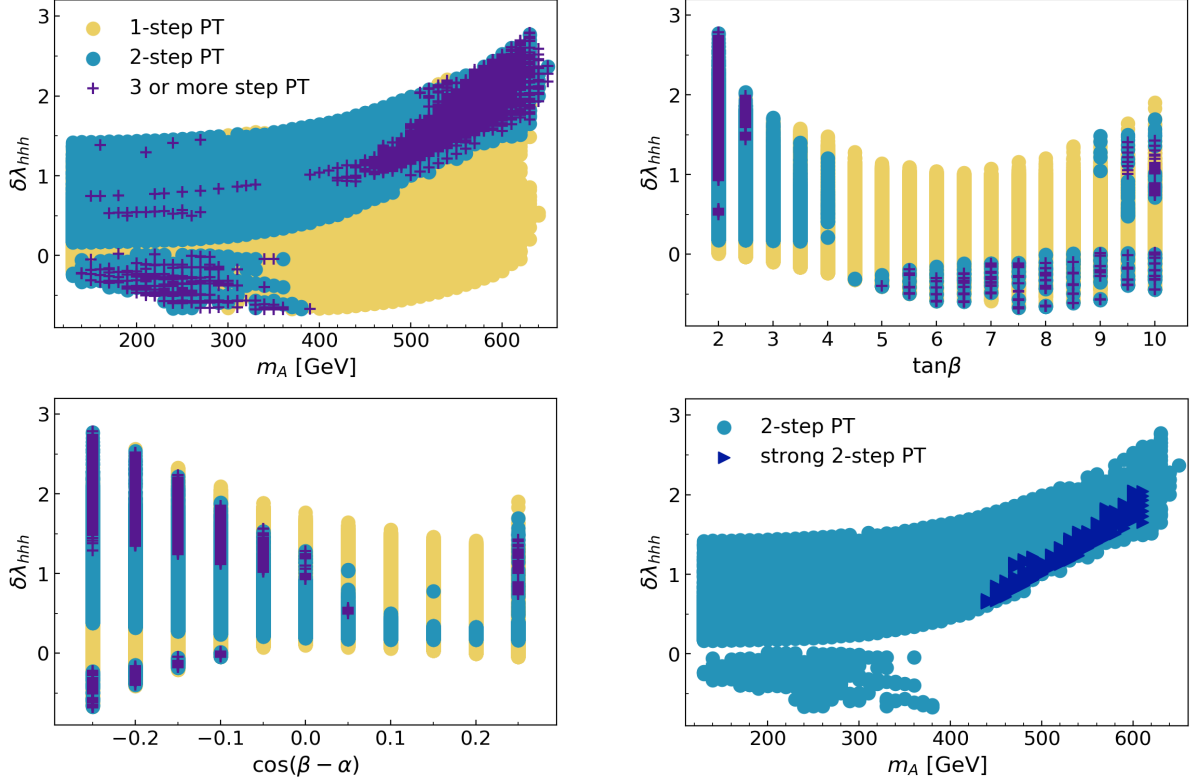 3
2
1
0
δλhhh
1-step PT
2-step PT
3 or more step PT
200 300 400 500 600
mA [GeV]
3
2
1
0
δλhhh
2 3 4 5 6 7 8 9 10
tanβ
3
2
1
0
δλhhh
−0.2 −0.1 0.0 0.1 0.2
cos(β − α)
3
2
1
0
δλhhh
2-step PT
strong 2-step PT
200 300 400 500 600
mA [GeV]